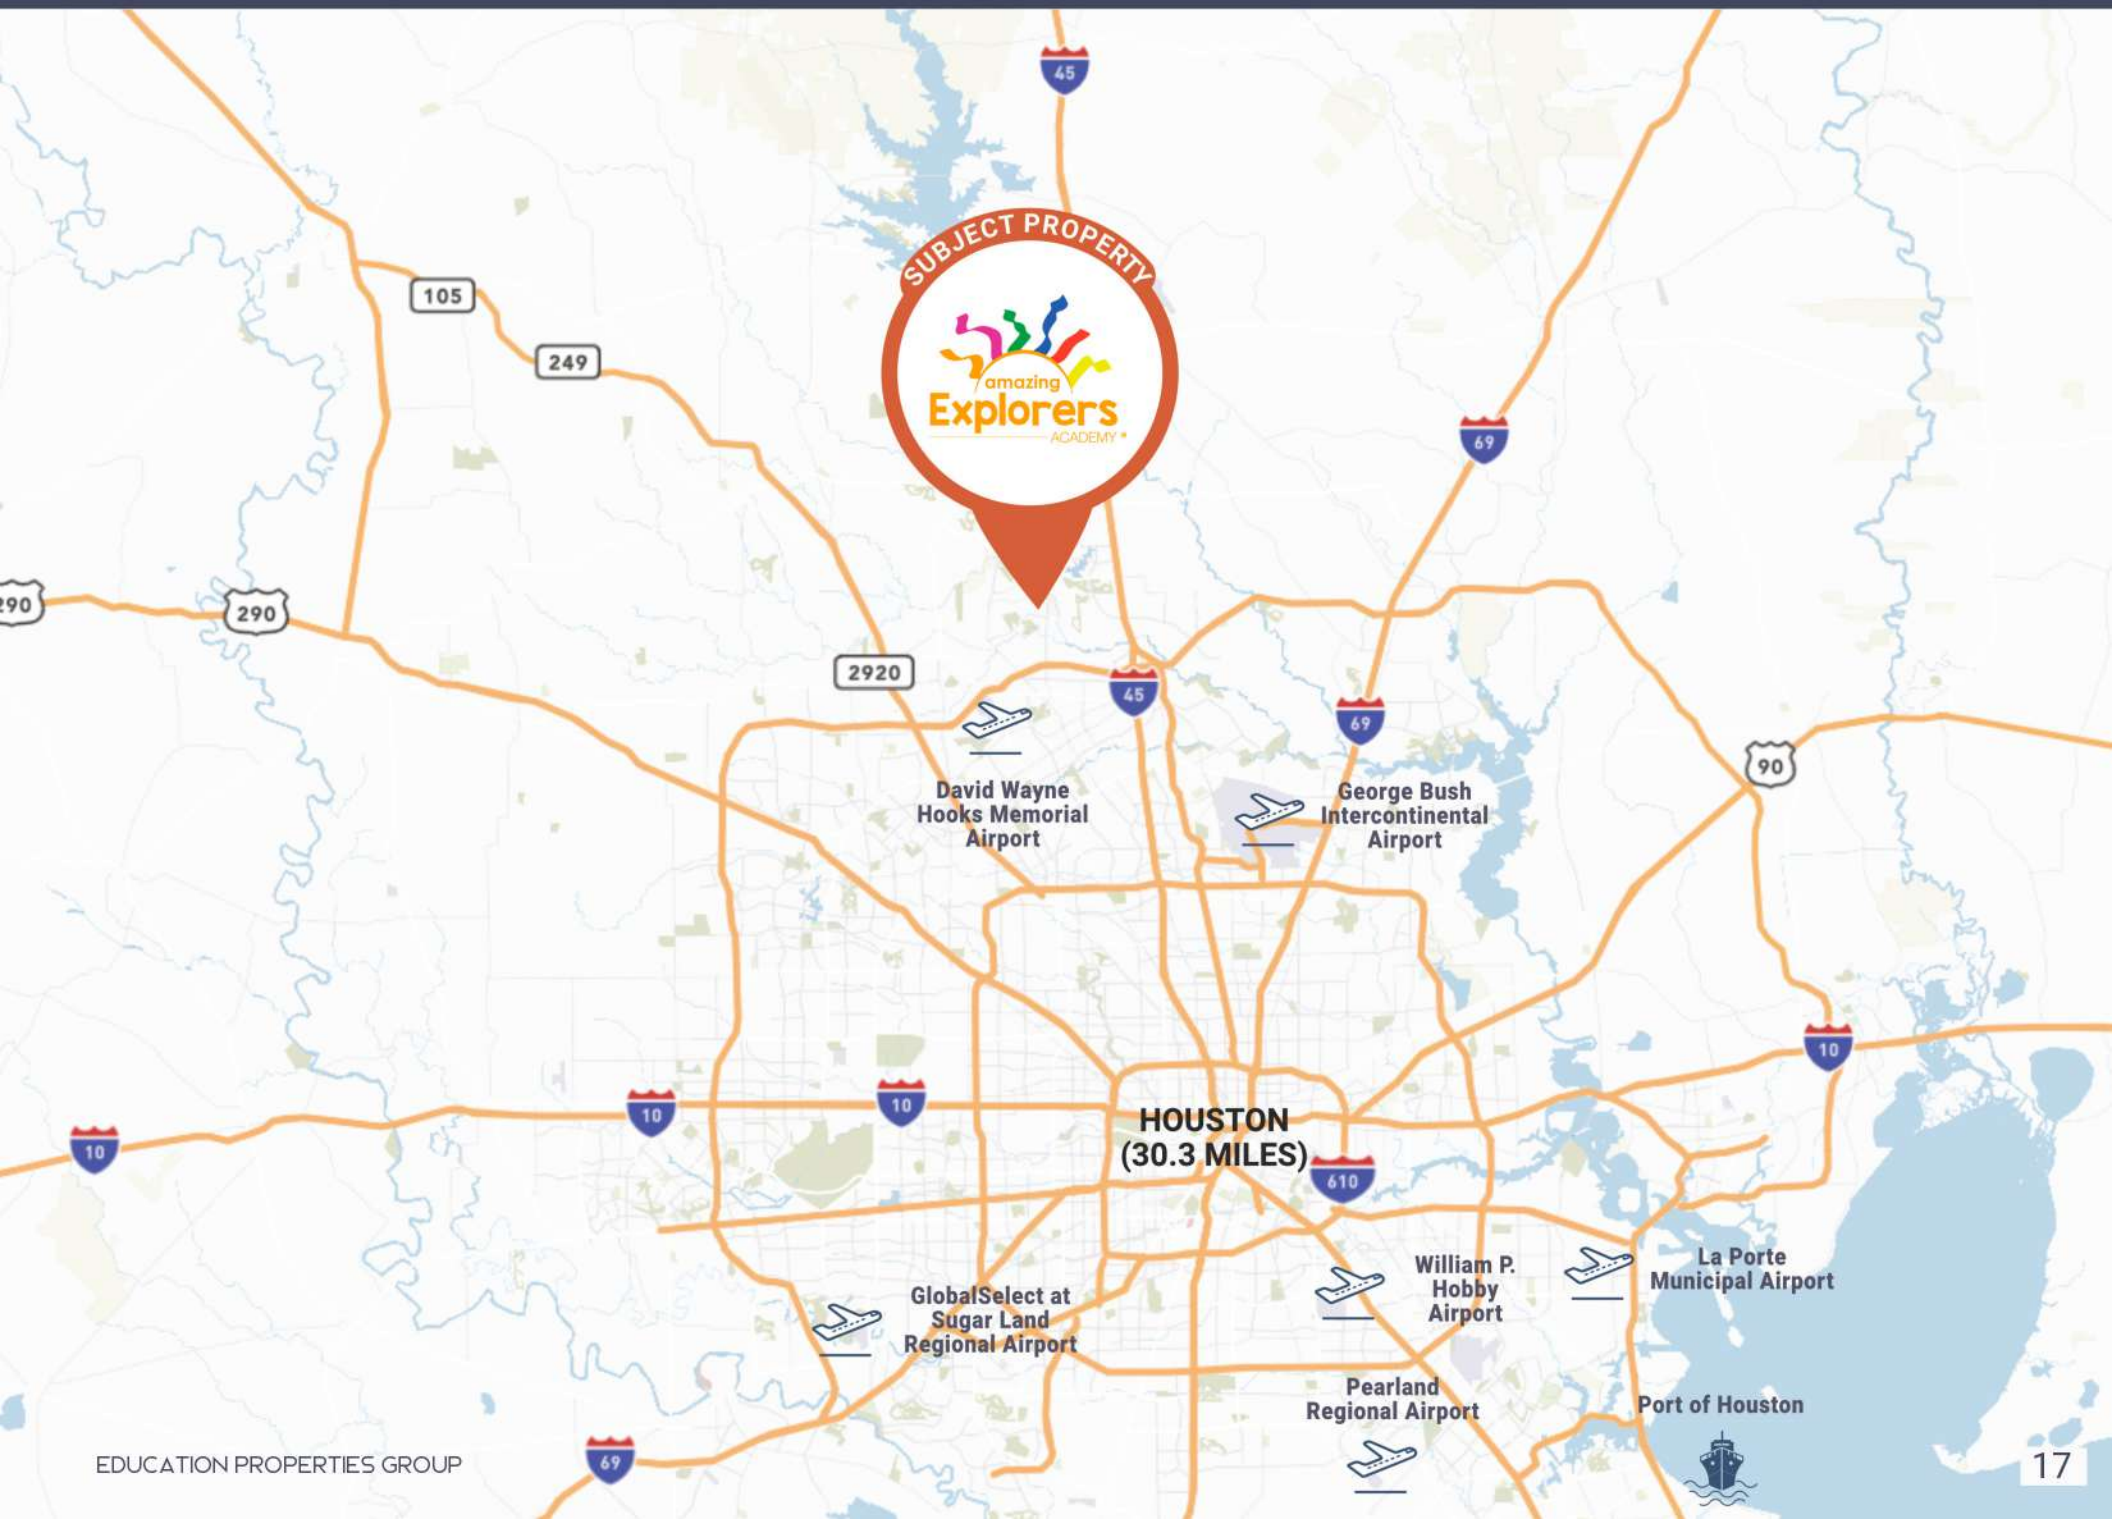 45
SUBJECT PROPERTY
amazing
Explorers
ACADEMY
105
249
69
290
290
2920
45
69
90
David Wayne
Hooks Memorial
Airport
George Bush
Intercontinental
Airport
10
10
10
10
HOUSTON
(30.3 MILES)
610
William P.
Hobby
Airport
La Porte
Municipal Airport
GlobalSelect at
Sugar Land
Regional Airport
Pearland
Regional Airport
Port of Houston
69
EDUCATION PROPERTIES GROUP
17